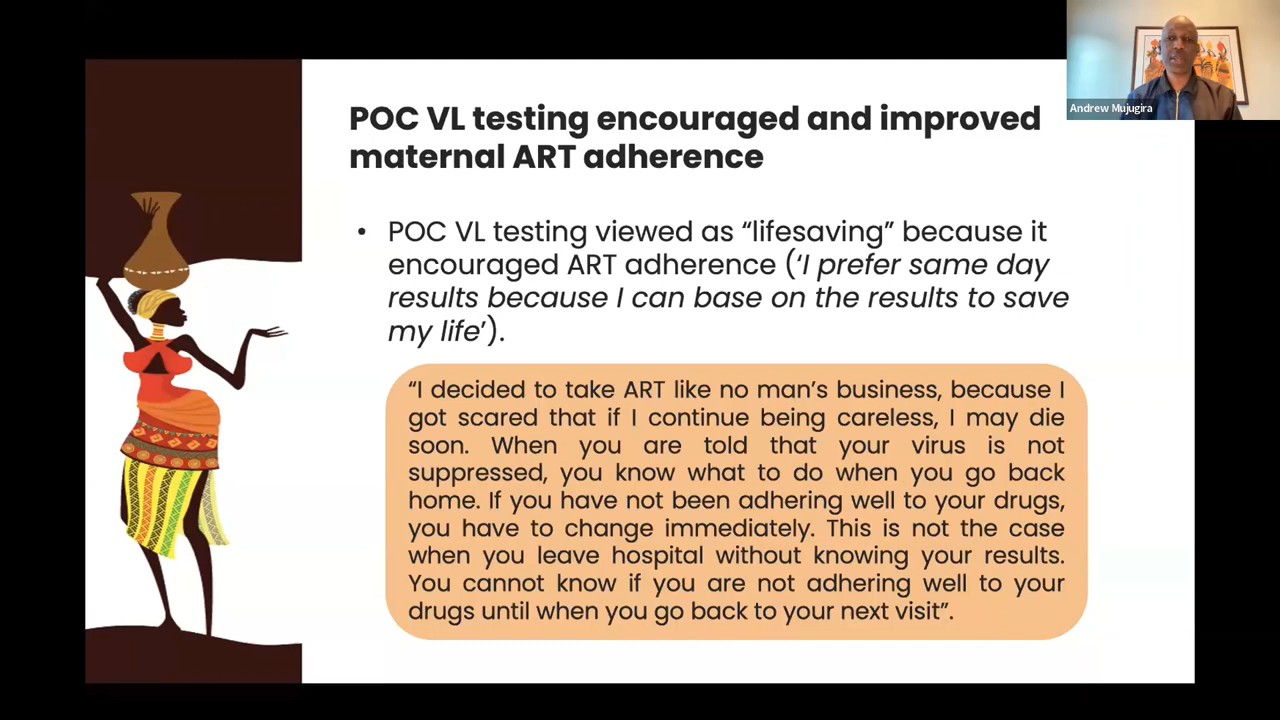 Andrew Mujugira
POC VL testing encouraged and improved
maternal ART adherence
• POC VL testing viewed as “lifesaving” because it
encouraged ART adherence (‘I prefer same day
results because I can base on the results to save
my life’).
“I decided to take ART like no man’s business, because I
got scared that if I continue being careless, I may die
soon. When you are told that your virus is not
suppressed, you know what to do when you go back
home. If you have not been adhering well to your drugs,
you have to change immediately. This is not the case
when you leave hospital without knowing your results.
You cannot know if you are not adhering well to your
drugs until when you go back to your next visit”.